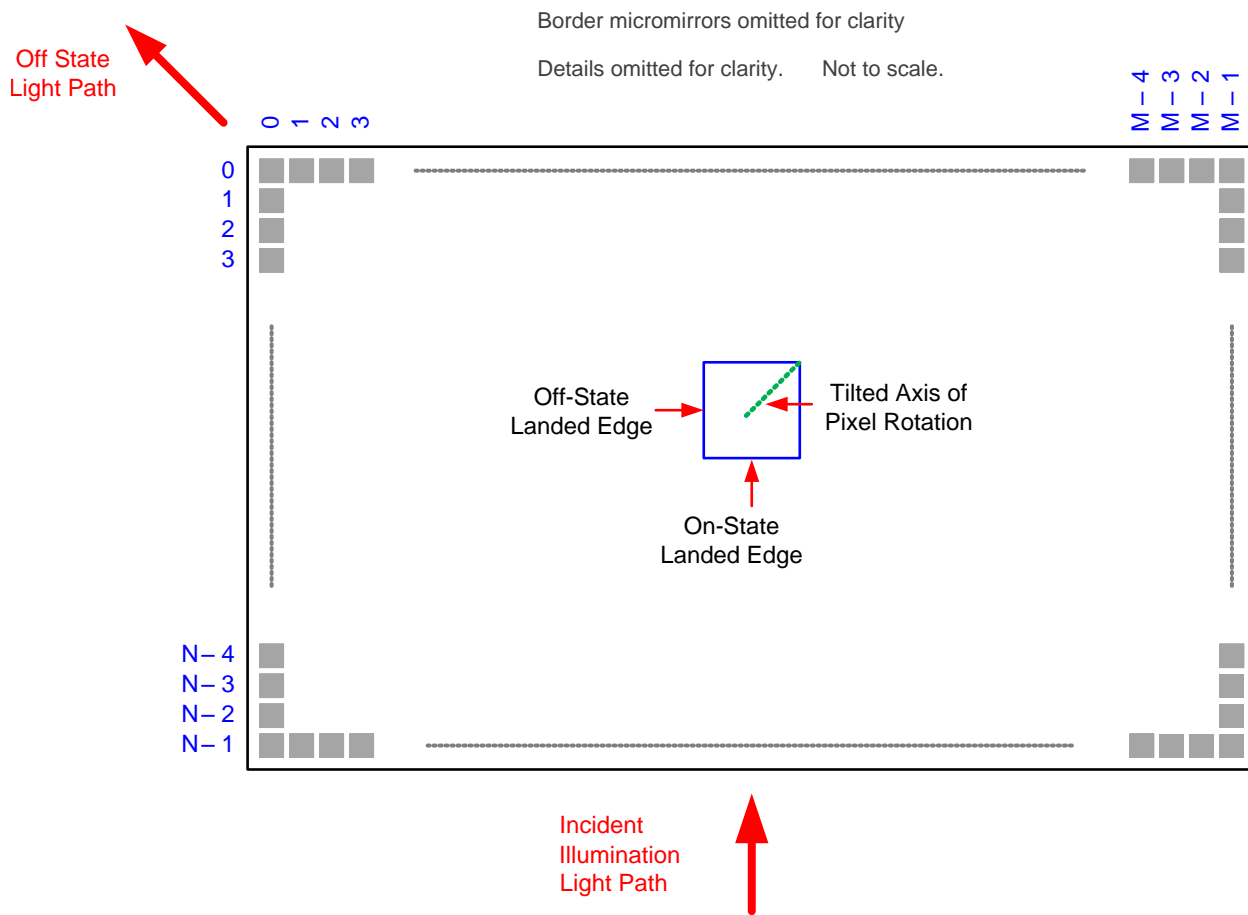 Border micromirrors omitted for clarity
Details omitted for clarity. Not to scale.
Off State
Light Path
0
1
2
3
M – 4
M – 3
M – 2
M – 1
0
1
2
3
Off-State
Landed Edge
Tilted Axis of
Pixel Rotation
On-State
Landed Edge
N – 4
N – 3
N – 2
N – 1
Incident
Illumination
Light Path